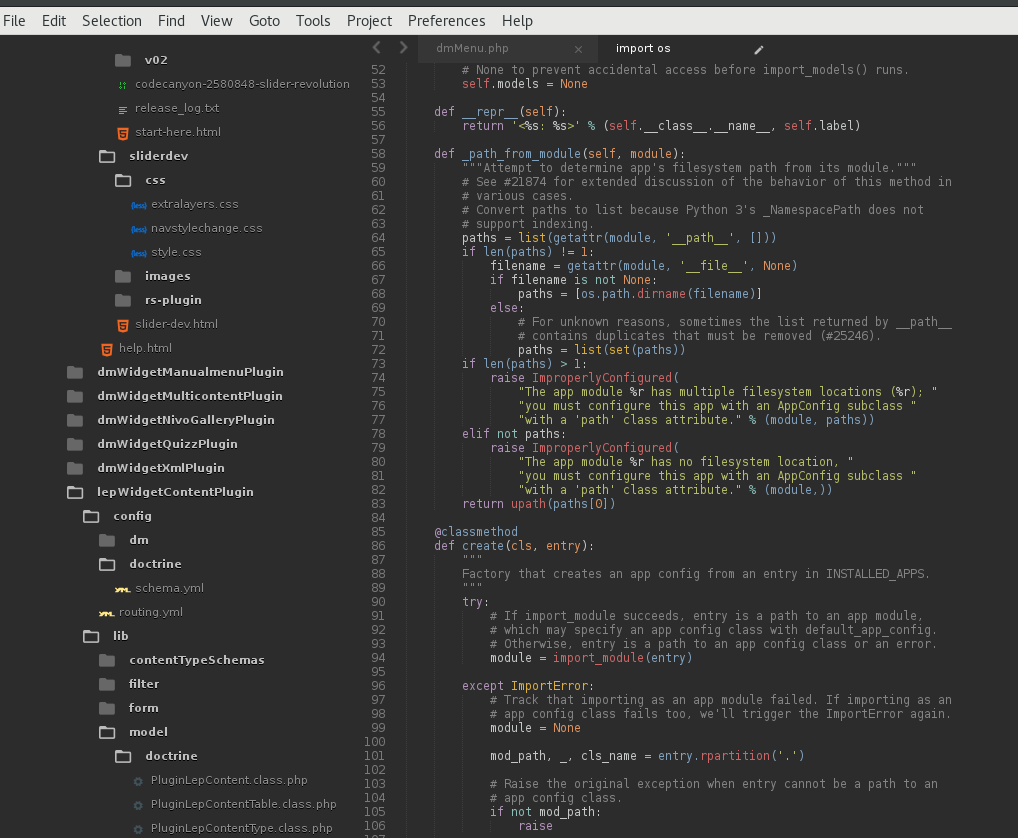 File Edit Selection Find View Goto Tools Project Preferences Help
v02
codecanyon-2580848-slider-revolution
release_log.txt
start-here.html
sliderdev
css
extralayers.css
navstylechange.css
style.css
images
rs-plugin
slider-dev.html
help.html
dmWidgetManualmenuPlugin
dmWidgetMulticontentPlugin
dmWidgetNivoGalleryPlugin
dmWidgetQuizzPlugin
dmWidgetXmlPlugin
lepWidgetContentPlugin
config
dm
doctrine
schema.yml
routing.yml
lib
contentTypeSchemas
filter
form
model
doctrine
PluginLepContent.class.php
PluginLepContentTable.class.php
PluginLepContentType.class.php
dmMenu.php × import os
52 # None to prevent accidental access before import_models() runs.
53 self.models = None
54
55 def __repr__(self):
56 return '<%s: %s>' % (self.__class__.__name__, self.label)
57
58 def _path_from_module(self, module):
59 """Attempt to determine app's filesystem path from its module."""
60 # See #21874 for extended discussion of the behavior of this method in
61 # various cases.
62 # Convert paths to list because Python 3's _NamespacePath does not
63 # support indexing.
64 paths = list(getattr(module, '__path__', []))
65 if len(paths) != 1:
66 filename = getattr(module, '__file__', None)
67 if filename is not None:
68 paths = [os.path.dirname(filename)]
69 else:
70 # For unknown reasons, sometimes the list returned by __path__
71 # contains duplicates that must be removed (#25246).
72 paths = list(set(paths))
73 if len(paths) > 1:
74 raise ImproperlyConfigured(
75 "The app module %r has multiple filesystem locations (%r); "
76 "you must configure this app with an AppConfig subclass "
77 "with a 'path' class attribute." % (module, paths))
78 elif not paths:
79 raise ImproperlyConfigured(
80 "The app module %r has no filesystem location, "
81 "you must configure this app with an AppConfig subclass "
82 "with a 'path' class attribute." % (module,))
83 return upath(paths[0])
84
85 @classmethod
86 def create(cls, entry):
87 """
88 Factory that creates an app config from an entry in INSTALLED_APPS.
89 """
90 try:
91 # If import_module succeeds, entry is a path to an app module,
92 # which may specify an app config class with default_app_config.
93 # Otherwise, entry is a path to an app config class or an error.
94 module = import_module(entry)
95
96 except ImportError:
97 # Track that importing as an app module failed. If importing as an
98 # app config class fails too, we'll trigger the ImportError again.
99 module = None
100
101 mod_path, _, cls_name = entry.rpartition('.')
102
103 # Raise the original exception when entry cannot be a path to an
104 # app config class.
105 if not mod_path:
106 raise